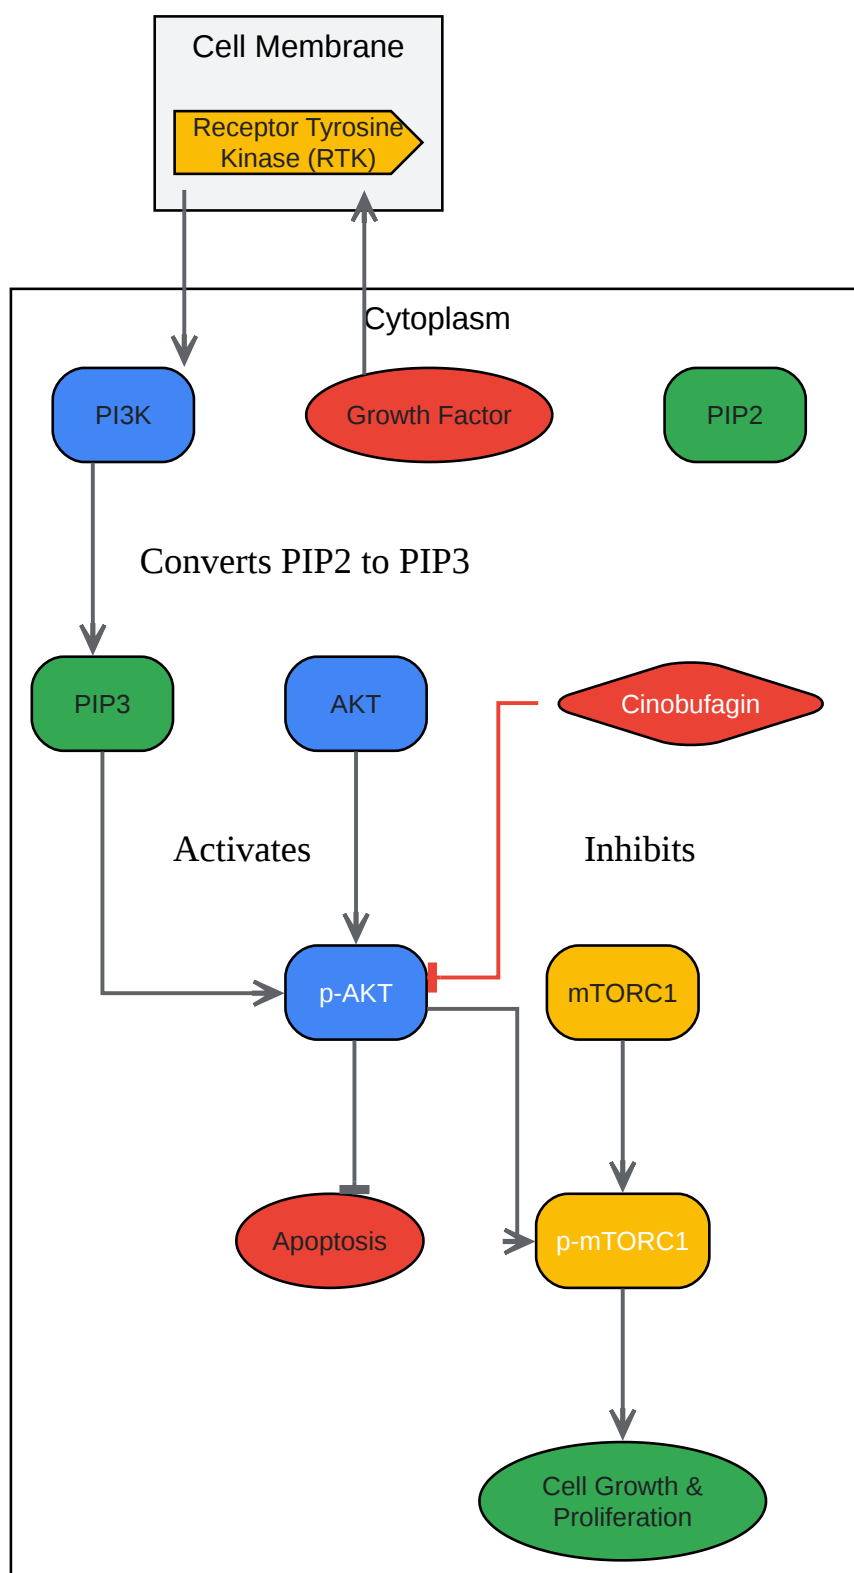 Cell Membrane
Receptor Tyrosine
Kinase (RTK)
Cytoplasm
PI3K
Growth Factor
PIP2
Converts PIP2 to PIP3
PIP3
AKT
Cinobufagin
Activates
Inhibits
p-AKT
mTORC1
Apoptosis
p-mTORC1
Cell Growth &
Proliferation